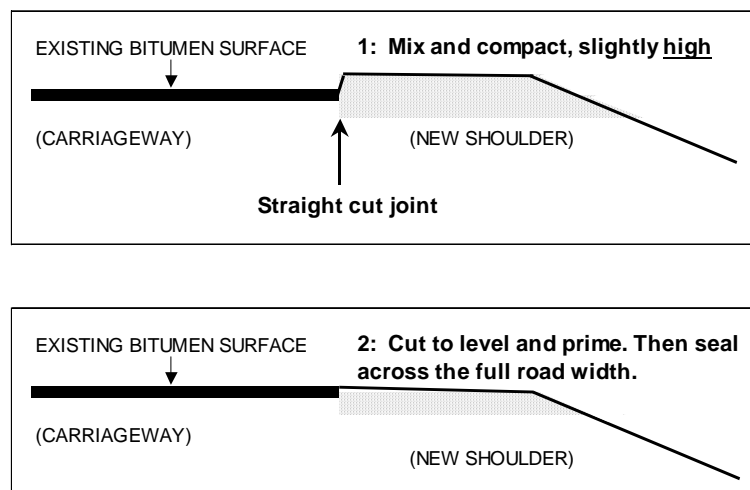 EXISTING BITUMEN SURFACE
1: Mix and compact, slightly high
(CARRIAGEWAY)
(NEW SHOULDER)
Straight cut joint
EXISTING BITUMEN SURFACE
2: Cut to level and prime. Then seal
across the full road width.
(CARRIAGEWAY)
(NEW SHOULDER)